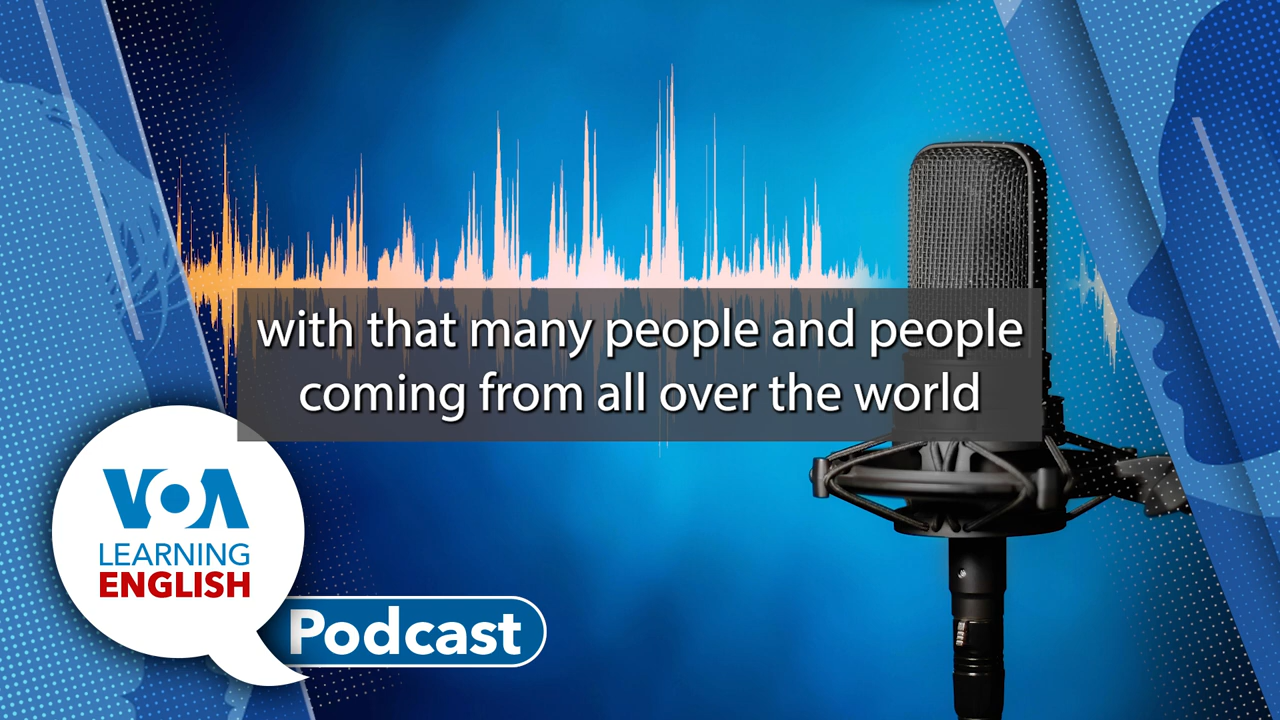 with that many people and people
coming from all over the world
VOA
LEARNING
ENGLISH
Podcast